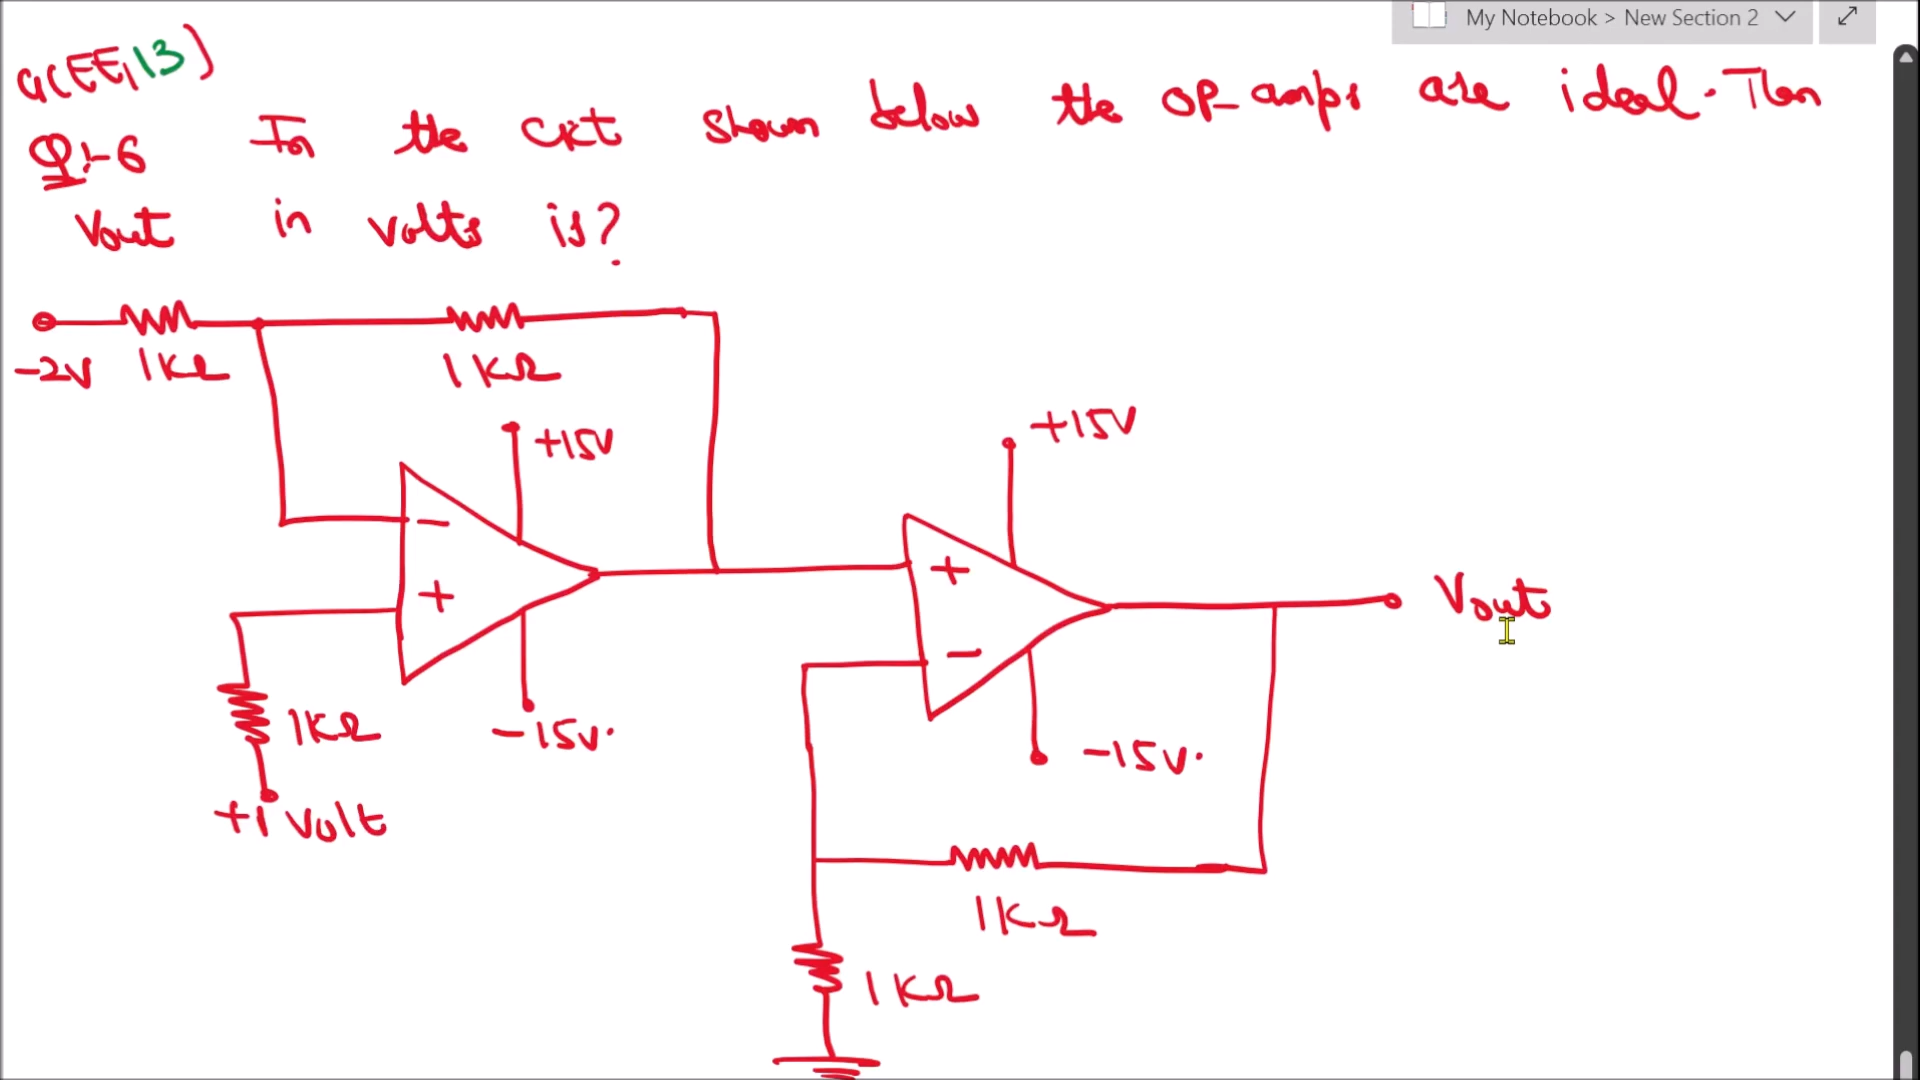 My Notebook > New Section 2
G(EE,13)
Q:-6 In the ckt shown below the OP-amps are ideal. Then
Vout in volts is?
-2V 1KΩ 1KΩ
+15V
+15V
-
+
+
-
Vout
1KΩ
-15V.
-15V.
+1 Volt
1KΩ
1KΩ